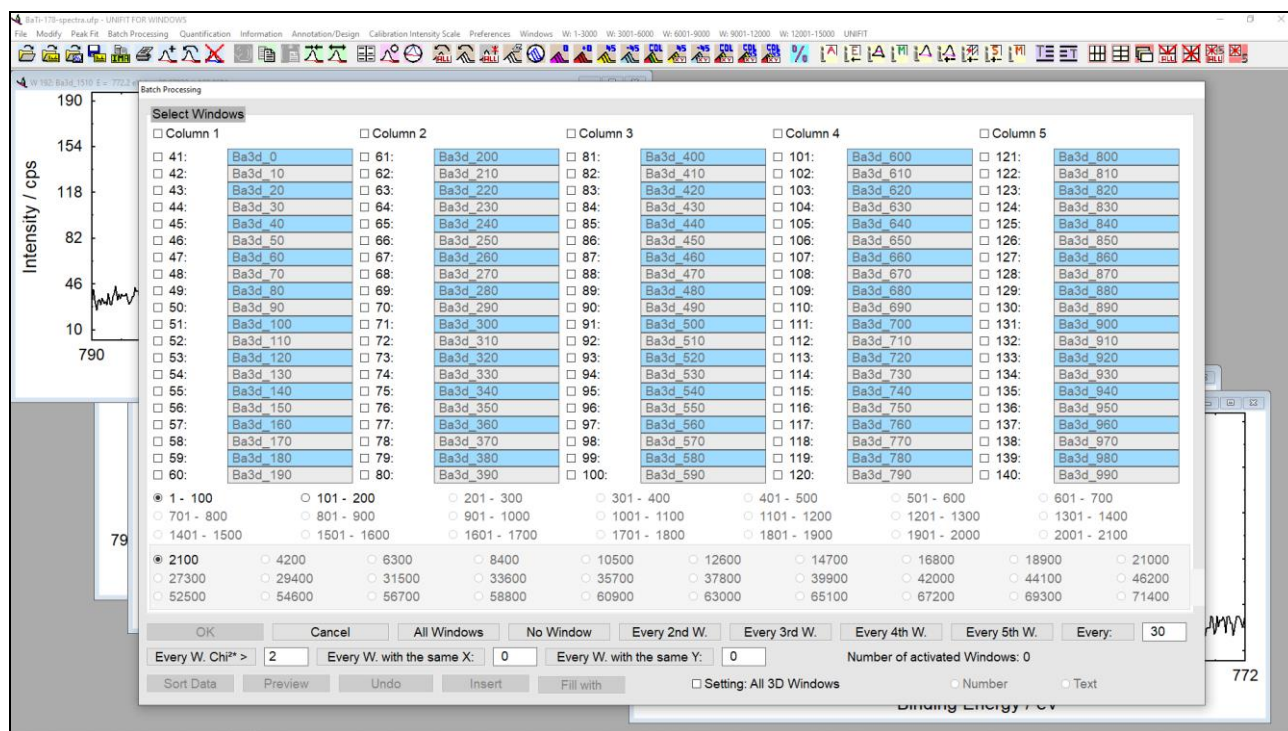 BaTi-178-spectra.ufp - UNIFIT FOR WINDOWS
File Modify Peak Fit Batch Processing Quantification Information Annotation/Design Calibration Intensity Scale Preferences Windows W: 1-3000 W: 3001-6000 W: 6001-9000 W: 9001-12000 W: 12001-15000 UNIFIT
W 192: Ba3d_1510 E = 772.2
Batch Processing
Select Windows
Column 1 Column 2 Column 3 Column 4 Column 5
41: Ba3d_0 61: Ba3d_200 81: Ba3d_400 101: Ba3d_600 121: Ba3d_800
42: Ba3d_10 62: Ba3d_210 82: Ba3d_410 102: Ba3d_610 122: Ba3d_810
43: Ba3d_20 63: Ba3d_220 83: Ba3d_420 103: Ba3d_620 123: Ba3d_820
44: Ba3d_30 64: Ba3d_230 84: Ba3d_430 104: Ba3d_630 124: Ba3d_830
45: Ba3d_40 65: Ba3d_240 85: Ba3d_440 105: Ba3d_640 125: Ba3d_840
46: Ba3d_50 66: Ba3d_250 86: Ba3d_450 106: Ba3d_650 126: Ba3d_850
47: Ba3d_60 67: Ba3d_260 87: Ba3d_460 107: Ba3d_660 127: Ba3d_860
48: Ba3d_70 68: Ba3d_270 88: Ba3d_470 108: Ba3d_670 128: Ba3d_870
49: Ba3d_80 69: Ba3d_280 89: Ba3d_480 109: Ba3d_680 129: Ba3d_880
50: Ba3d_90 70: Ba3d_290 90: Ba3d_490 110: Ba3d_690 130: Ba3d_890
51: Ba3d_100 71: Ba3d_300 91: Ba3d_500 111: Ba3d_700 131: Ba3d_900
52: Ba3d_110 72: Ba3d_310 92: Ba3d_510 112: Ba3d_710 132: Ba3d_910
53: Ba3d_120 73: Ba3d_320 93: Ba3d_520 113: Ba3d_720 133: Ba3d_920
54: Ba3d_130 74: Ba3d_330 94: Ba3d_530 114: Ba3d_730 134: Ba3d_930
55: Ba3d_140 75: Ba3d_340 95: Ba3d_540 115: Ba3d_740 135: Ba3d_940
56: Ba3d_150 76: Ba3d_350 96: Ba3d_550 116: Ba3d_750 136: Ba3d_950
57: Ba3d_160 77: Ba3d_360 97: Ba3d_560 117: Ba3d_760 137: Ba3d_960
58: Ba3d_170 78: Ba3d_370 98: Ba3d_570 118: Ba3d_770 138: Ba3d_970
59: Ba3d_180 79: Ba3d_380 99: Ba3d_580 119: Ba3d_780 139: Ba3d_980
60: Ba3d_190 80: Ba3d_390 100: Ba3d_590 120: Ba3d_790 140: Ba3d_990
1 - 100 101 - 200 201 - 300 301 - 400 401 - 500 501 - 600 601 - 700
701 - 800 801 - 900 901 - 1000 1001 - 1100 1101 - 1200 1201 - 1300 1301 - 1400
1401 - 1500 1501 - 1600 1601 - 1700 1701 - 1800 1801 - 1900 1901 - 2000 2001 - 2100
2100 4200 6300 8400 10500 12600 14700 16800 18900 21000
27300 29400 31500 33600 35700 37800 39900 42000 44100 46200
52500 54600 56700 58800 60900 63000 65100 67200 69300 71400
OK Cancel All Windows No Window Every 2nd W. Every 3rd W. Every 4th W. Every 5th W. Every: 30
Every W. Chi²* > 2 Every W. with the same X: 0 Every W. with the same Y: 0 Number of activated Windows: 0
Sort Data Preview Undo Insert Fill with Setting: All 3D Windows Number Text
Intensity / cps
190
154
118
82
46
10
790
79
772
Binding Energy / eV